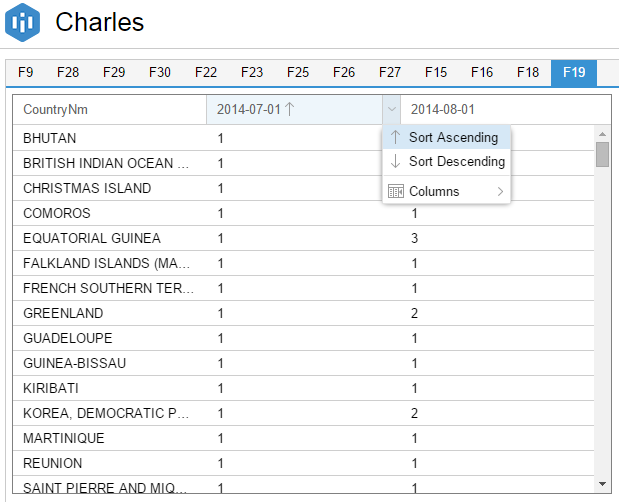 Charles
F9 F28 F29 F30 F22 F23 F25 F26 F27 F15 F16 F18 F19
CountryNm 2014-07-01 2014-08-01
BHUTAN 1 Sort Ascending
BRITISH INDIAN OCEAN ... 1 Sort Descending
CHRISTMAS ISLAND 1 Columns
COMOROS 1 1
EQUATORIAL GUINEA 1 3
FALKLAND ISLANDS (MA... 1 1
FRENCH SOUTHERN TER... 1 1
GREENLAND 1 2
GUADELOUPE 1 1
GUINEA-BISSAU 1 1
KIRIBATI 1 1
KOREA, DEMOCRATIC P... 1 2
MARTINIQUE 1 1
REUNION 1 1
SAINT PIERRE AND MIQ... 1 1